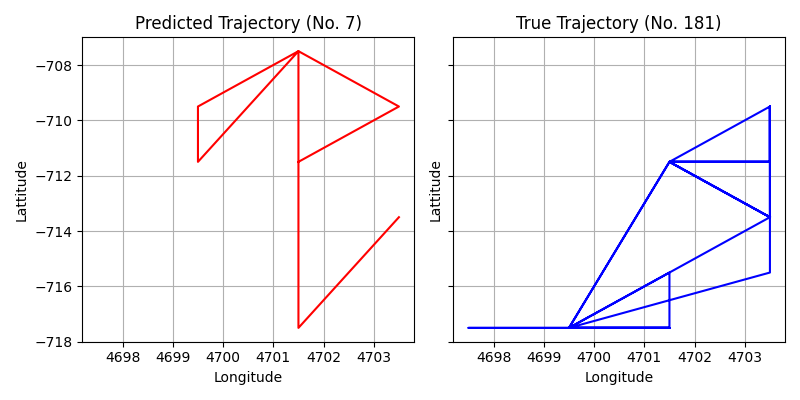 Predicted Trajectory (No. 7)
True Trajectory (No. 181)
Lattitude
−708
−710
−712
−714
−716
−718
4698 4699 4700 4701 4702 4703
Longitude
Lattitude
4698 4699 4700 4701 4702 4703
Longitude